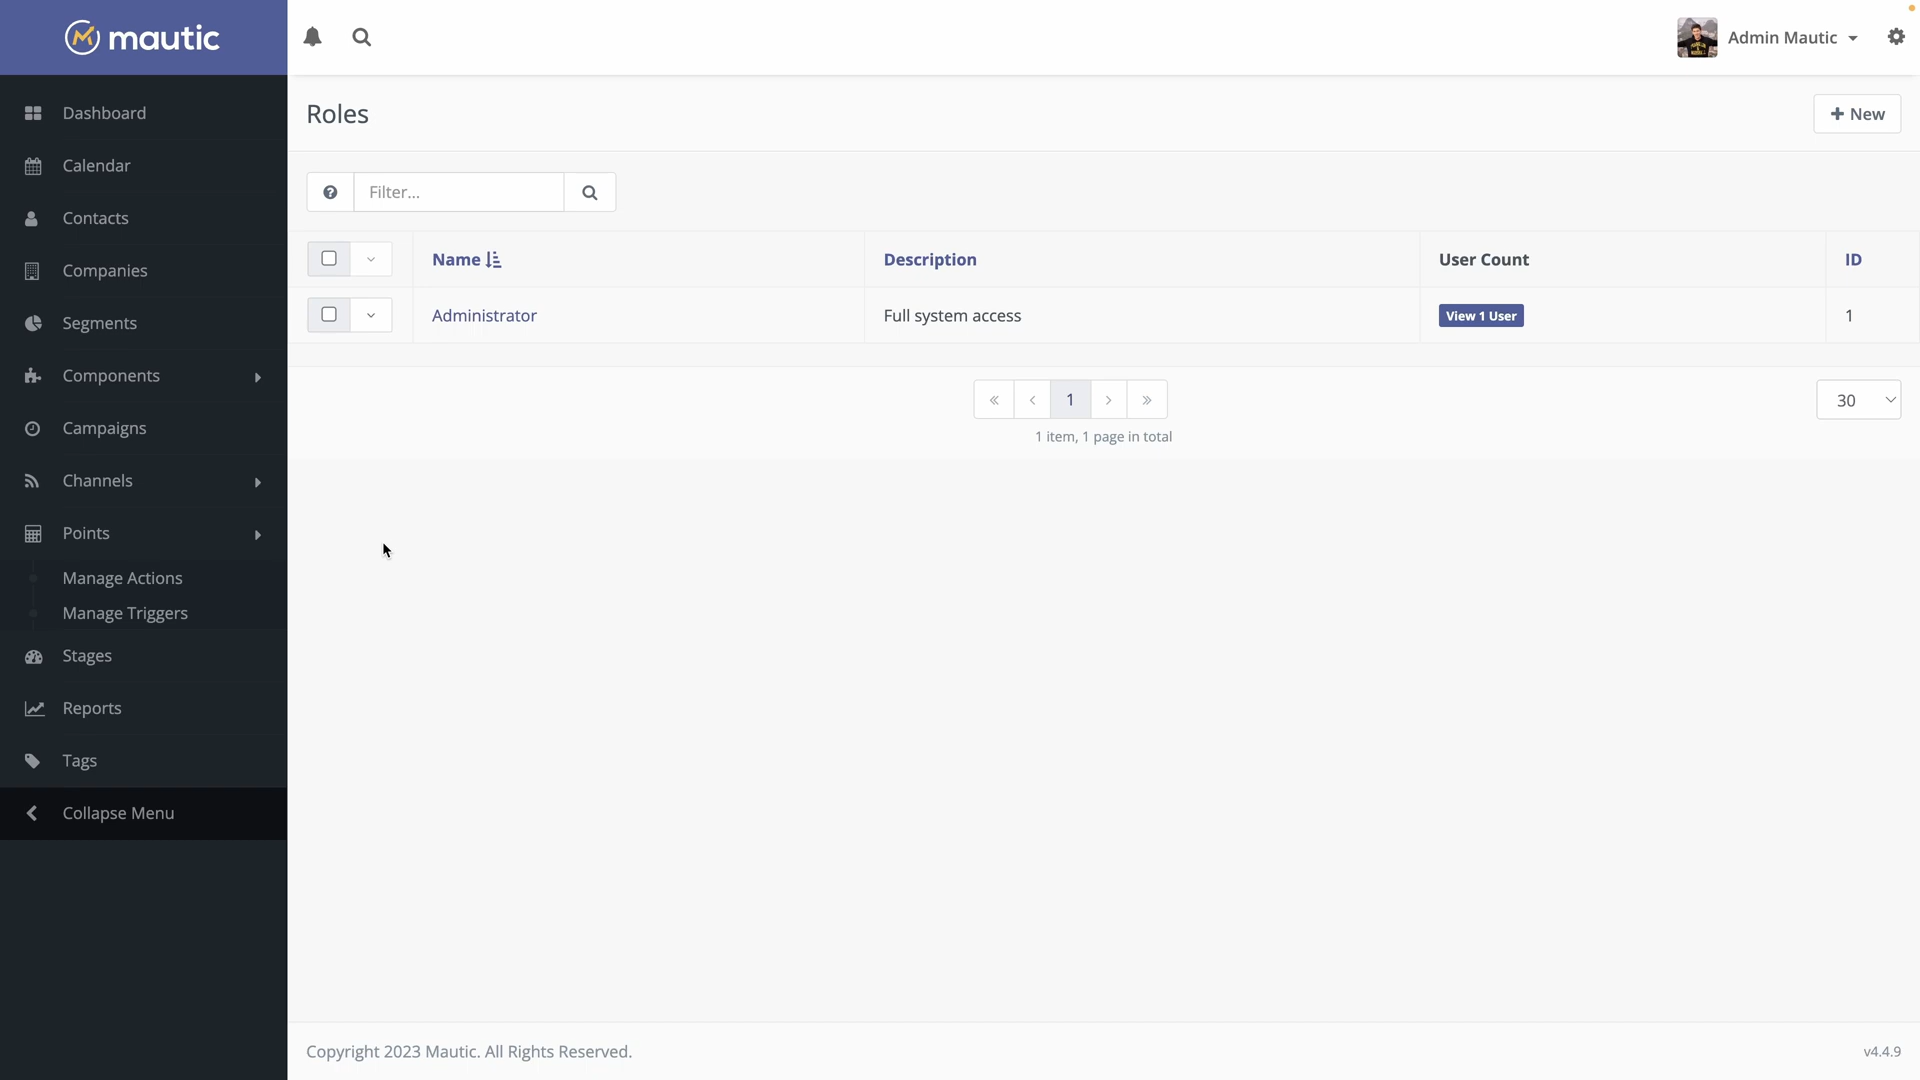 mautic
Admin Mautic
Dashboard
Calendar
Contacts
Companies
Segments
Components
Campaigns
Channels
Points
Manage Actions
Manage Triggers
Stages
Reports
Tags
Collapse Menu
Roles
+ New
Filter...
Name Description User Count ID
Administrator Full system access View 1 User 1
« ‹ 1 › »
30
1 item, 1 page in total
Copyright 2023 Mautic. All Rights Reserved.
v4.4.9